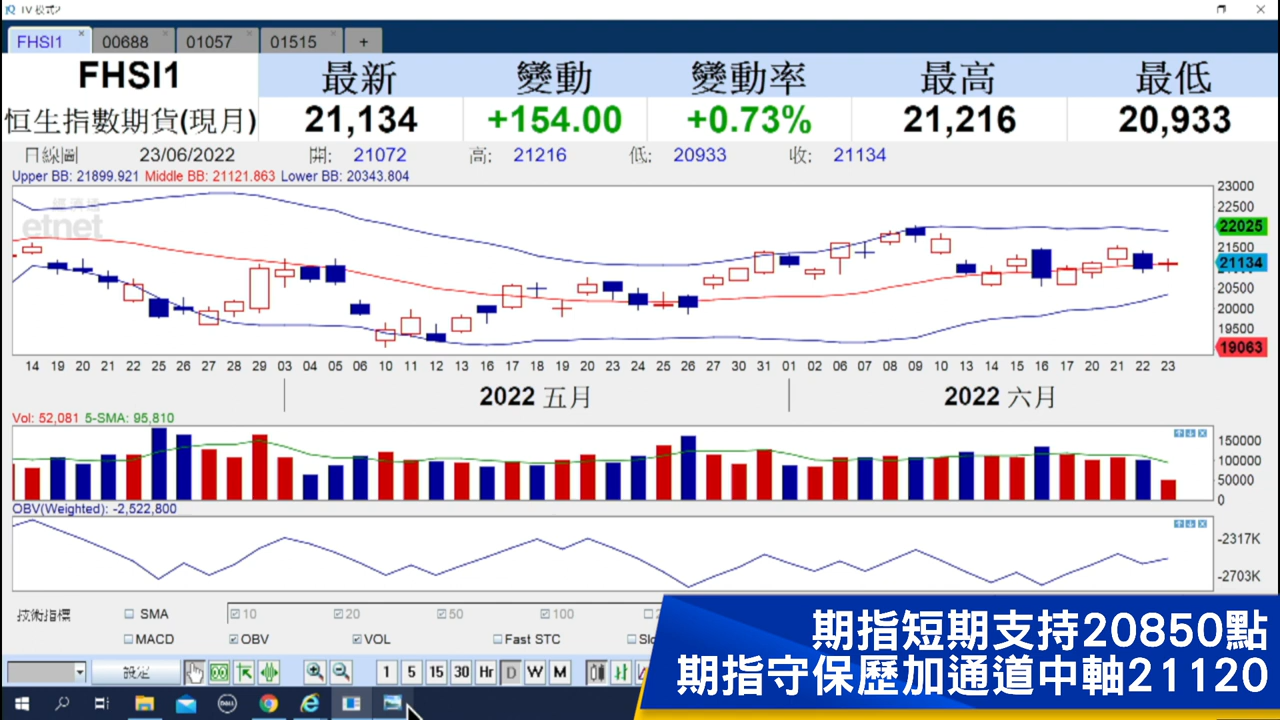 TV 模式2
FHSI1 00688 01057 01515 +
FHSI1 最新 變動 變動率 最高 最低
恒生指數期貨(現月) 21,134 +154.00 +0.73% 21,216 20,933
日線圖 23/06/2022 開: 21072 高: 21216 低: 20933 收: 21134
Upper BB: 21899.921 Middle BB: 21121.863 Lower BB: 20343.804
經濟通
etnet
23000
22500
22025
21500
21134
20500
20000
19500
19063
14 19 20 21 22 25 26 27 28 29 03 04 05 06 10 11 12 13 16 17 18 19 20 23 24 25 26 27 30 31 01 02 06 07 08 09 10 13 14 15 16 17 20 21 22 23
2022 五月 2022 六月
Vol: 52,081 5-SMA: 95,810
150000
100000
50000
0
OBV(Weighted): -2,522,800
-2317K
-2703K
技術指標 SMA 10 20 50 100
MACD OBV VOL Fast STC
設定 1 5 15 30 Hr D W M
DELL
期指短期支持20850點
期指守保歷加通道中軸21120